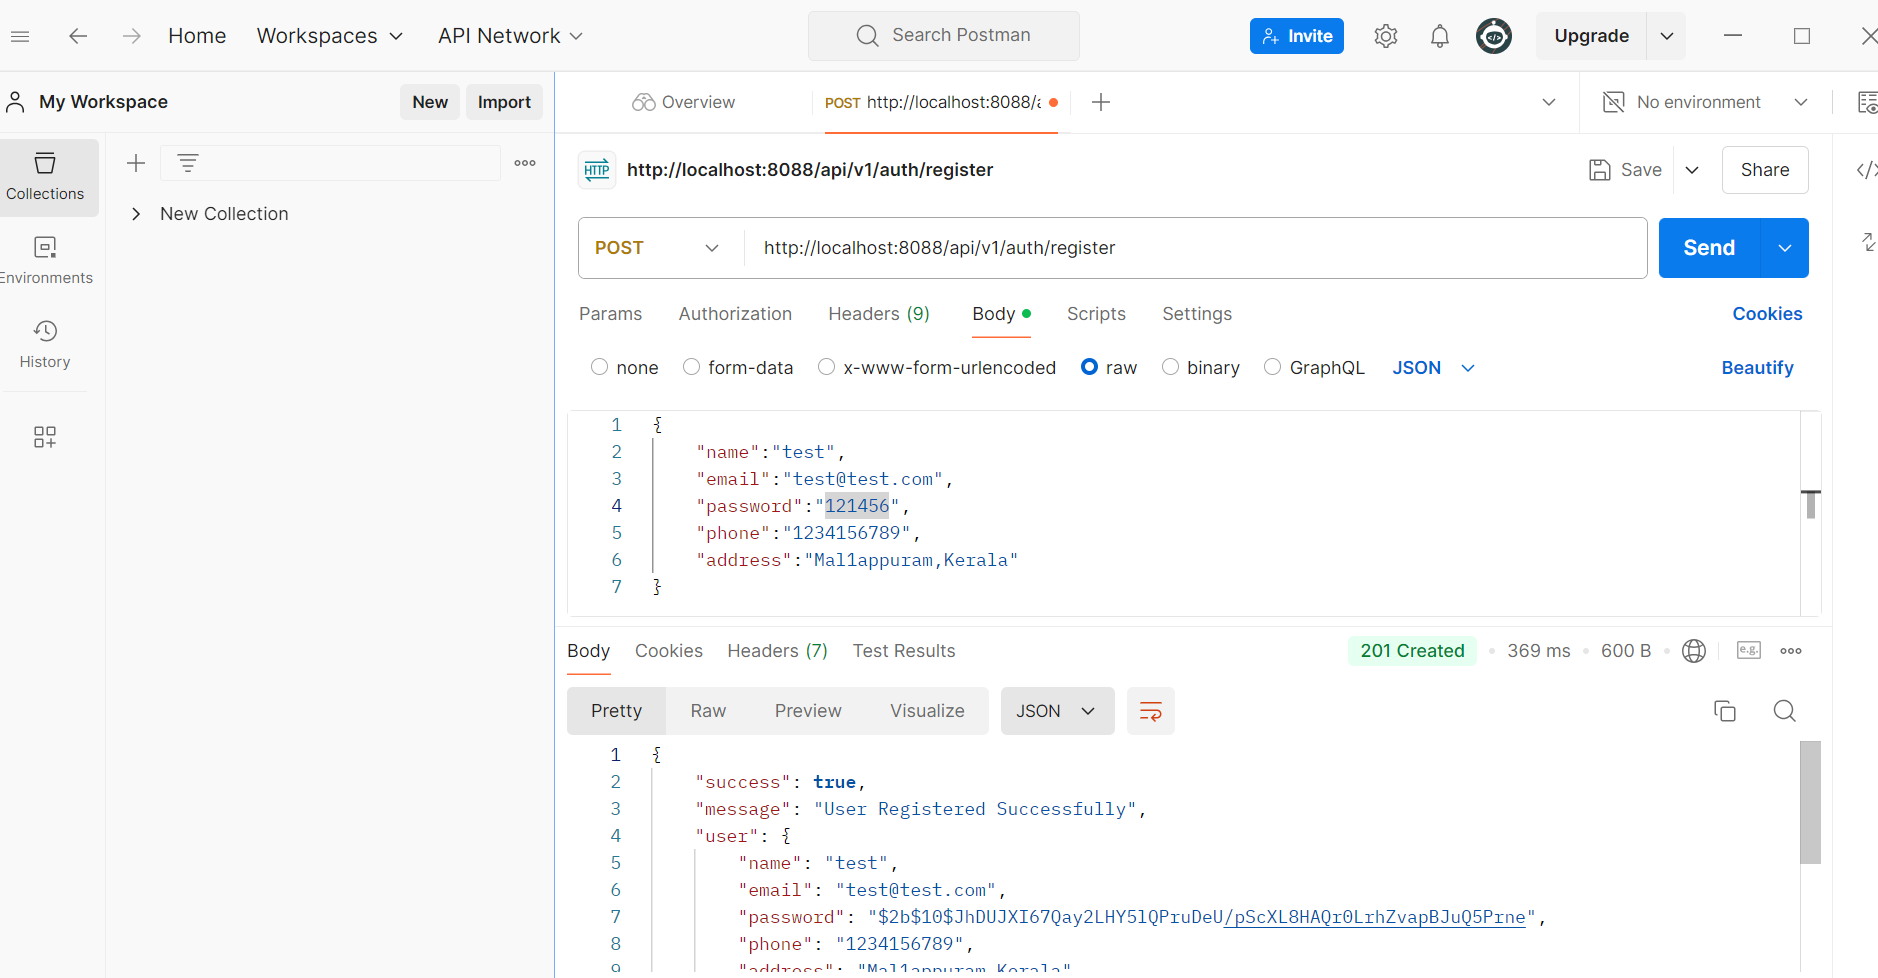 Home Workspaces API Network Search Postman Invite Upgrade
My Workspace New Import Overview POST http://localhost:8088/a No environment
HTTP http://localhost:8088/api/v1/auth/register Save Share
Collections
New Collection
POST http://localhost:8088/api/v1/auth/register Send
Environments
Params Authorization Headers (9) Body Scripts Settings Cookies
History
none form-data x-www-form-urlencoded raw binary GraphQL JSON Beautify
1 {
2 "name":"test",
3 "email":"test@test.com",
4 "password":"121456",
5 "phone":"1234156789",
6 "address":"Mal1appuram,Kerala"
7 }
Body Cookies Headers (7) Test Results 201 Created 369 ms 600 B e.g.
Pretty Raw Preview Visualize JSON
1 {
2 "success": true,
3 "message": "User Registered Successfully",
4 "user": {
5 "name": "test",
6 "email": "test@test.com",
7 "password": "$2b$10$JhDUJXI67Qay2LHY5lQPruDeU/pScXL8HAQr0LrhZvapBJuQ5Prne",
8 "phone": "1234156789",
9 "address": "Mal1appuram,Kerala"